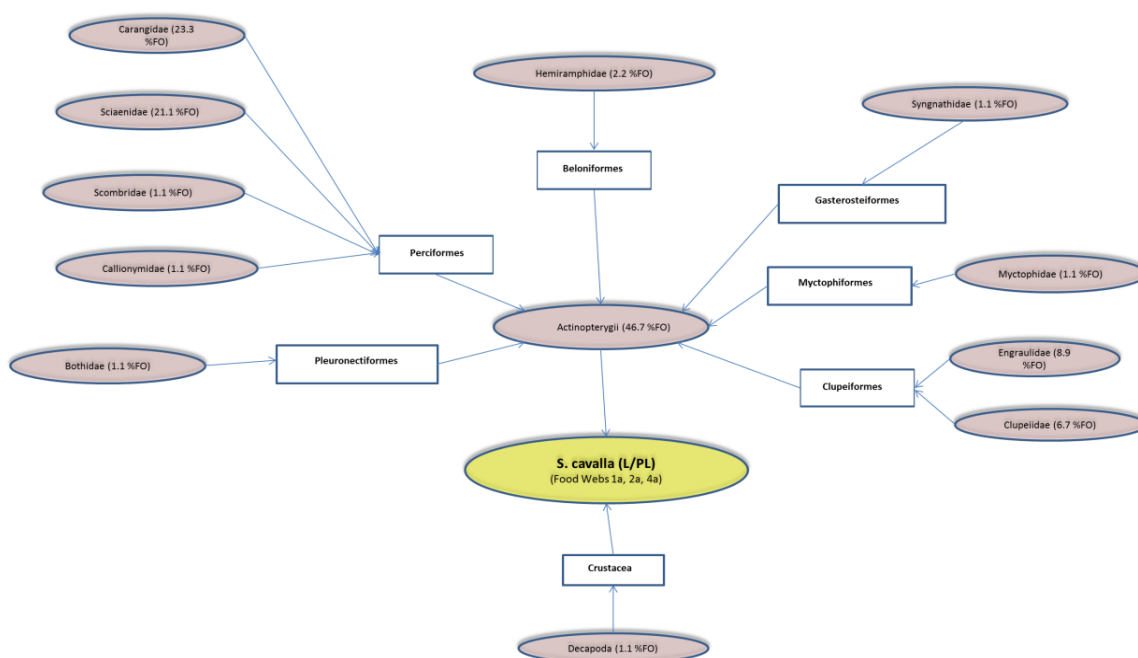 Carangidae (23.3
%FO)
Hemiramphidae (2.2 %FO)
Syngnathidae (1.1 %FO)
Sciaenidae (21.1 %FO)
Beloniformes
Scombridae (1.1 %FO)
Gasterosteiformes
Perciformes
Callionymidae (1.1 %FO)
Myctophiformes
Myctophidae (1.1 %FO)
Actinopterygii (46.7 %FO)
Bothidae (1.1 %FO)
Pleuronectiformes
Engraulidae (8.9
%FO)
Clupeiformes
Clupeiidae (6.7 %FO)
S. cavalla (L/PL)
(Food Webs 1a, 2a, 4a)
Crustacea
Decapoda (1.1 %FO)